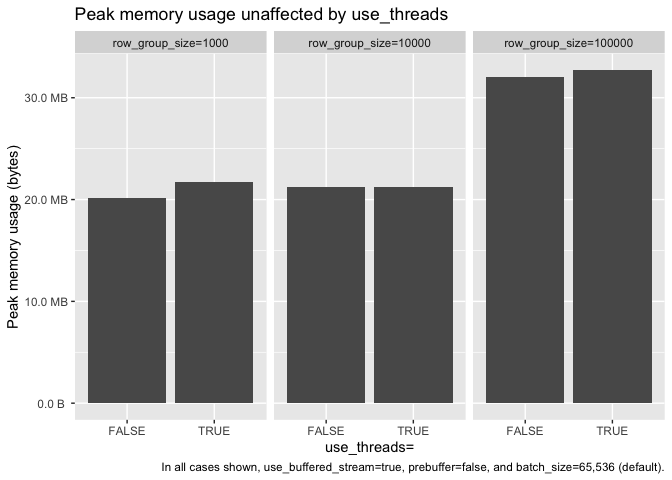 Peak memory usage unaffected by use_threads
row_group_size=1000 row_group_size=10000 row_group_size=100000
30.0 MB
20.0 MB
10.0 MB
0.0 B
Peak memory usage (bytes)
FALSE TRUE FALSE TRUE FALSE TRUE
use_threads=
In all cases shown, use_buffered_stream=true, prebuffer=false, and batch_size=65,536 (default).